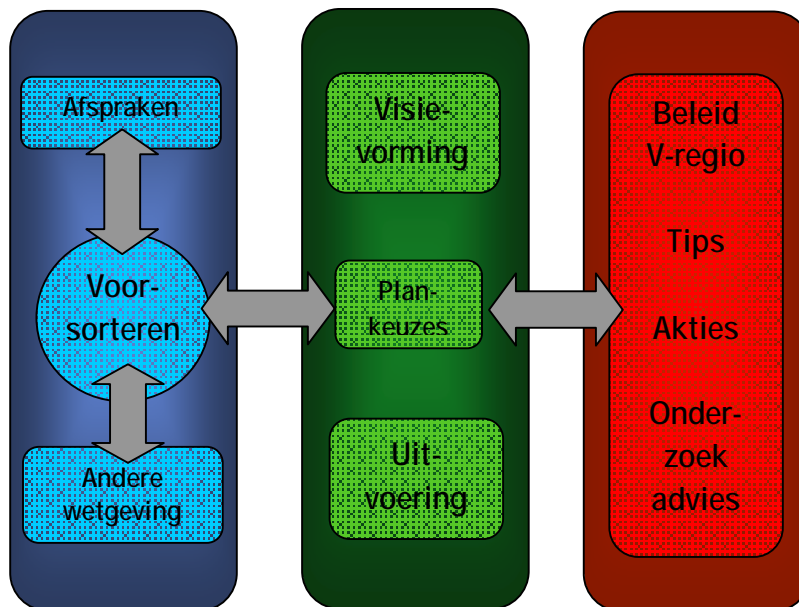 Afspraken
Voor-
sorteren
Andere
wetgeving
Visie-
vorming
Plan-
keuzes
Uit-
voering
Beleid
V-regio
Tips
Akties
Onder-
zoek
advies